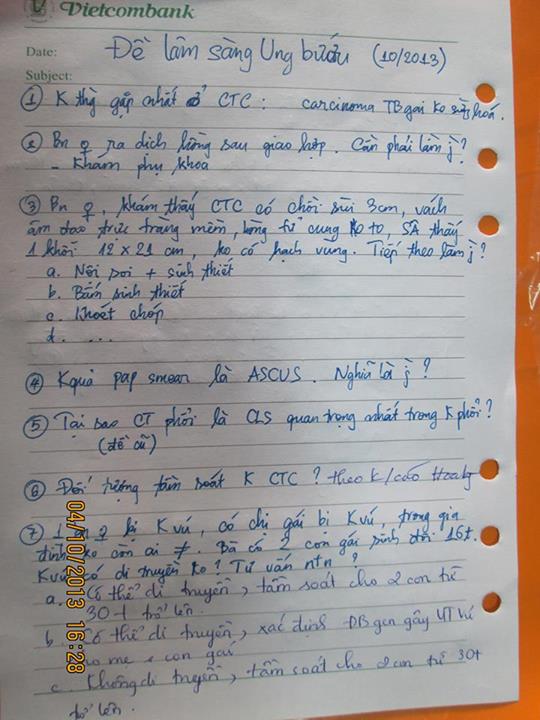 Vietcombank
Date: Đề lâm sàng Ung bướu (10/2013)
Subject:
① K thg gặp nhất ở CTC : carcinoma TB gai ko sừng hoá.
② Bn ♀ ra dịch lòng sau giao hợp. Cần phải làm j?
- Khám phụ khoa
③ Bn ♀, khám thấy CTC có chồi sùi 3cm, vách
âm đạo trực tràng mềm, lòng tử cung ko to, SÂ thấy
1 khối 12 x 21 cm, ko có hạch vùng. Tiếp theo làm j?
a. Nội soi + sinh thiết
b. Bấm sinh thiết
c. Khoét chóp
d. ....
④ Kquả pap smear là ASCUS. Nghĩa là j?
⑤ Tại sao CT phổi là CLS quan trọng nhất trong K phổi?
(đề cũ)
⑥ Đối tượng tầm soát K CTC? theo K/cáo
⑦ 1 ♀ bị K vú, có chị gái bị K vú, trong gia
đình ko còn ai ≠. Bà có 2 con gái sinh đôi 16t.
K vú có di truyền ko? Tư vấn ntn?
a. Có thể di truyền, tầm soát cho 2 con từ
30t trở lên.
b Có thể di truyền, xác định ĐB gen gây UT vú
cho mẹ & con gái
c. Không di truyền, tầm soát cho 2 con từ 30t
trở lên.
04/10/2013 16:28